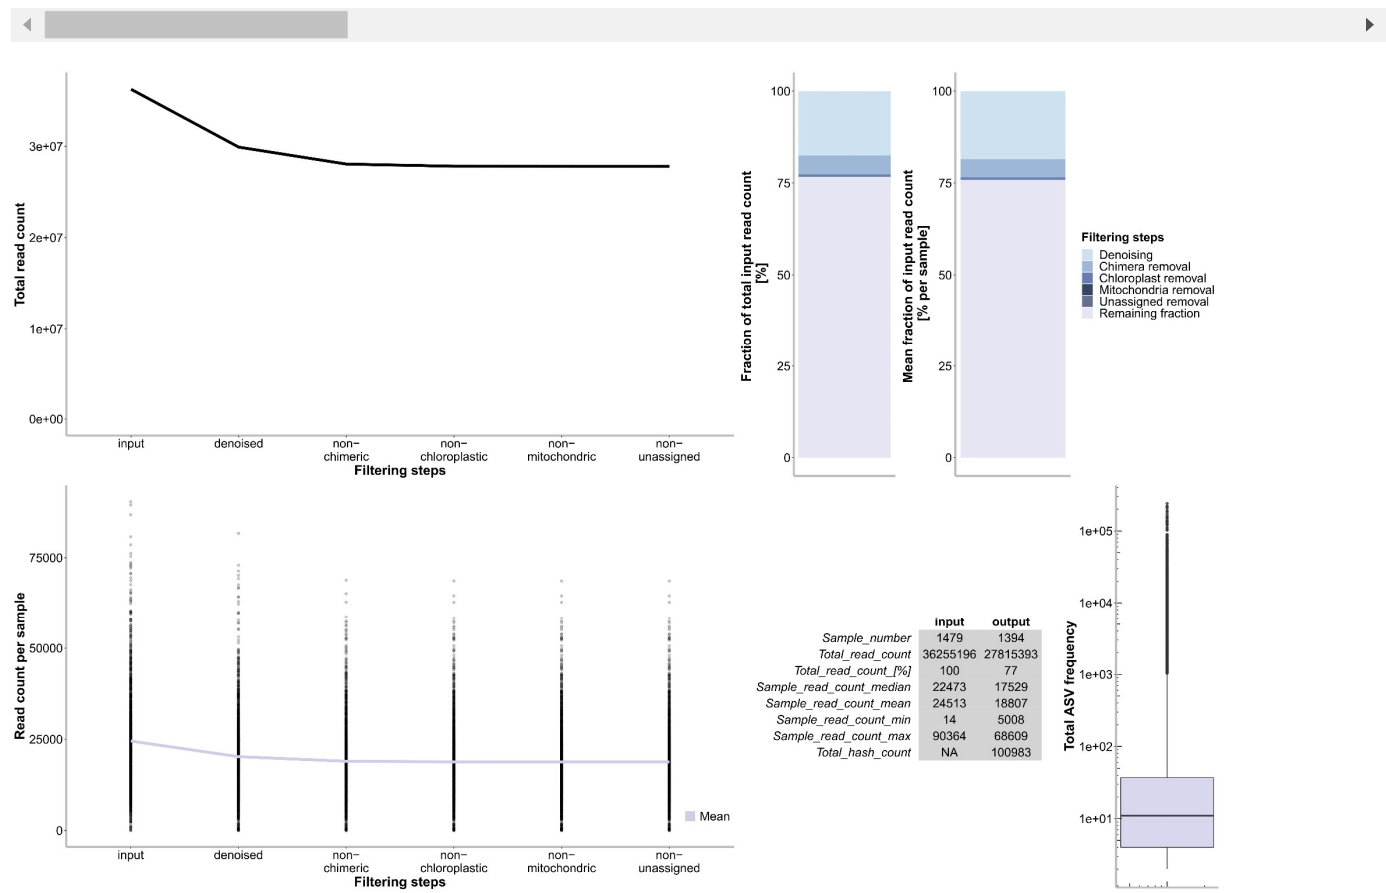 Total read count
3e+07
2e+07
1e+07
0e+00
input
denoised
non−
chimeric
non−
chloroplastic
non−
mitochondric
non−
unassigned
Filtering steps
Fraction of total input read count
[%]
100
75
50
25
0
Mean fraction of input read count
[% per sample]
100
75
50
25
0
Filtering steps
Denoising
Chimera removal
Chloroplast removal
Mitochondria removal
Unassigned removal
Remaining fraction
Read count per sample
75000
50000
25000
0
input
denoised
non−
chimeric
non−
chloroplastic
non−
mitochondric
non−
unassigned
Filtering steps
Mean
input output
Sample_number 1479 1394
Total_read_count 36255196 27815393
Total_read_count_[%] 100 77
Sample_read_count_median 22473 17529
Sample_read_count_mean 24513 18807
Sample_read_count_min 14 5008
Sample_read_count_max 90364 68609
Total_hash_count NA 100983
Total ASV frequency
1e+05
1e+04
1e+03
1e+02
1e+01